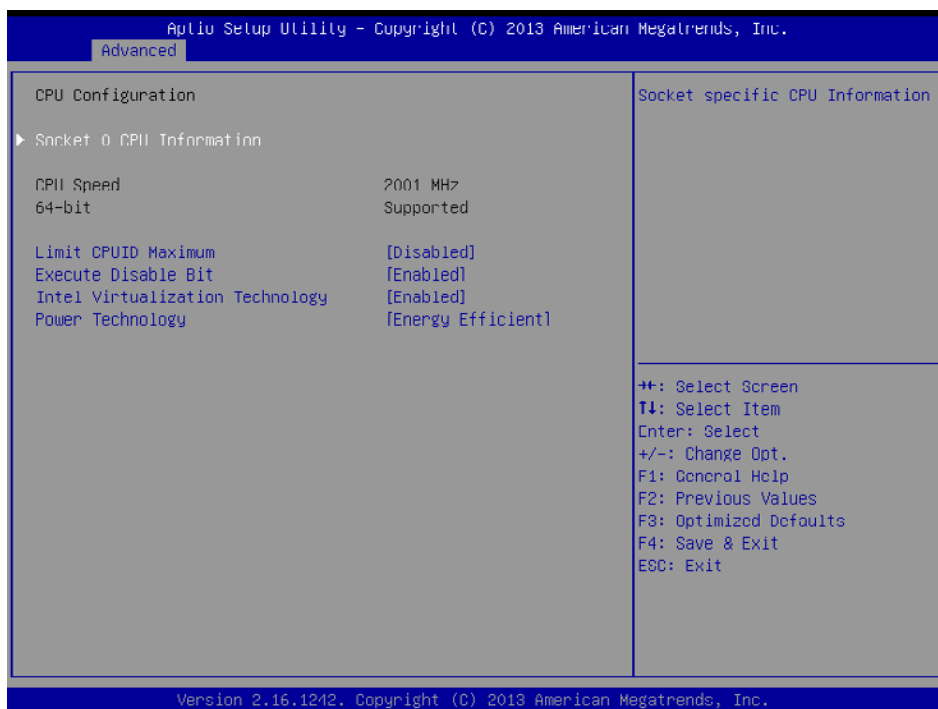 Aptio Setup Utility – Copyright (C) 2013 American Megatrends, Inc.
Advanced
CPU Configuration
Socket specific CPU Information
Socket 0 CPU Information
CPU Speed 2001 MHz
64-bit Supported
Limit CPUID Maximum [Disabled]
Execute Disable Bit [Enabled]
Intel Virtualization Technology [Enabled]
Power Technology [Energy Efficient]
→←: Select Screen
↑↓: Select Item
Enter: Select
+/-: Change Opt.
F1: General Help
F2: Previous Values
F3: Optimized Defaults
F4: Save & Exit
ESC: Exit
Version 2.16.1242. Copyright (C) 2013 American Megatrends, Inc.